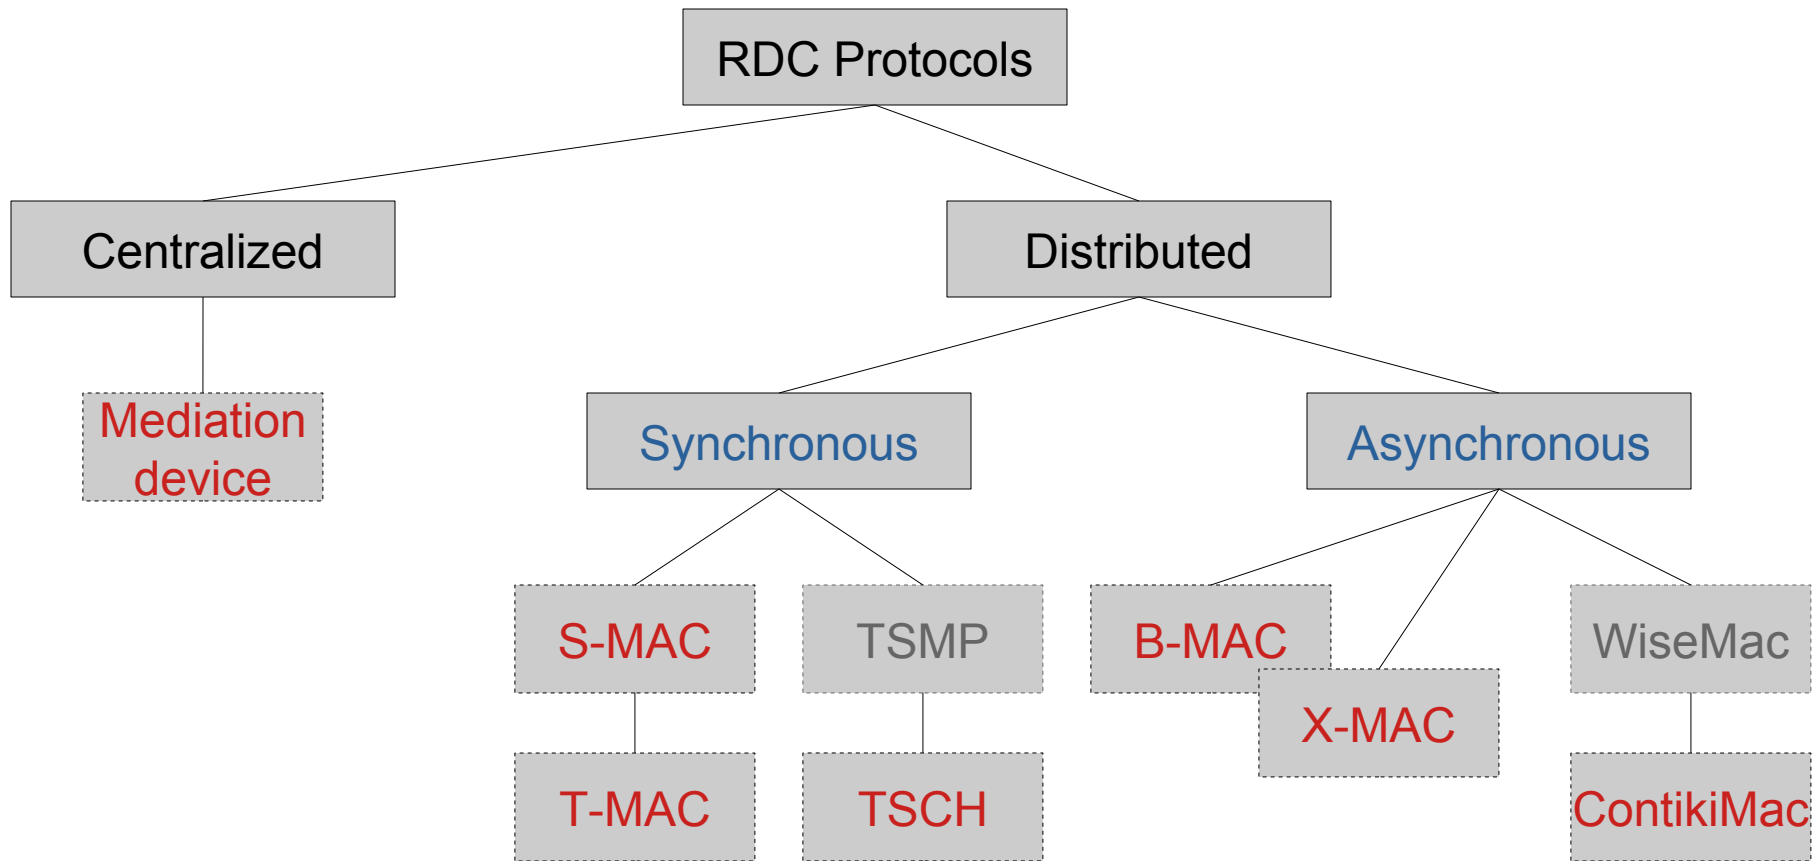 RDC Protocols
Centralized
Distributed
Mediation
device
Synchronous
Asynchronous
S-MAC
TSMP
B-MAC
WiseMac
X-MAC
T-MAC
TSCH
ContikiMac